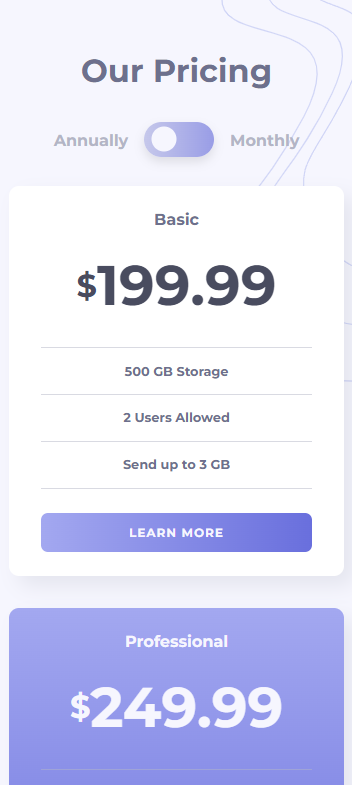 Our Pricing
Annually Monthly
Basic
$199.99
500 GB Storage
2 Users Allowed
Send up to 3 GB
LEARN MORE
Professional
$249.99